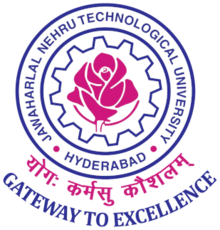 JAWAHARLAL NEHRU TECHNOLOGICAL UNIVERSITY
• HYDERABAD •
योगः कर्मसु कौशलम्
GATEWAY TO EXCELLENCE